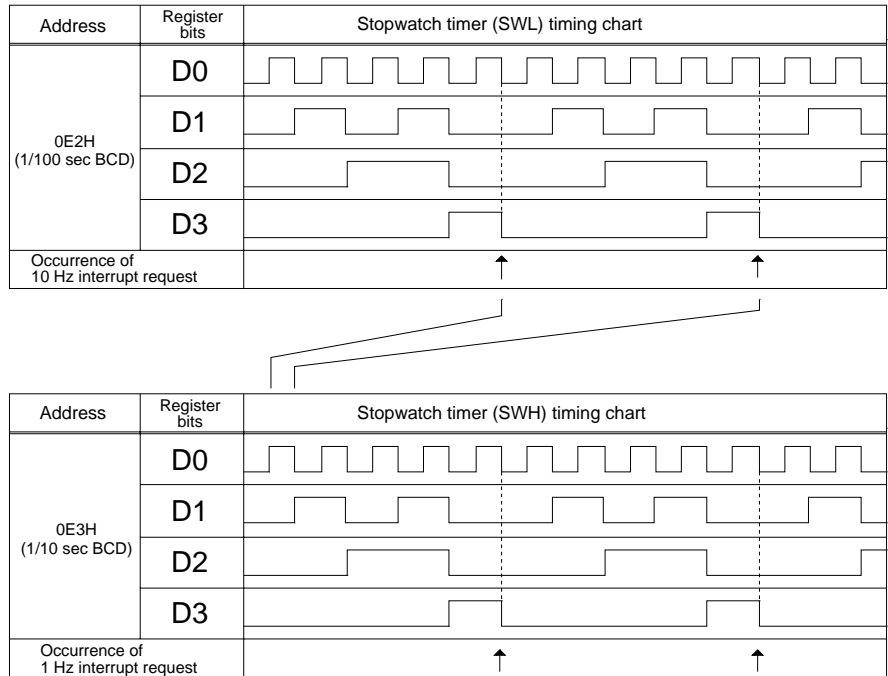 Address Register bits Stopwatch timer (SWL) timing chart
0E2H
(1/100 sec BCD)
D0
D1
D2
D3
Occurrence of
10 Hz interrupt request
Address Register bits Stopwatch timer (SWH) timing chart
0E3H
(1/10 sec BCD)
D0
D1
D2
D3
Occurrence of
1 Hz interrupt request